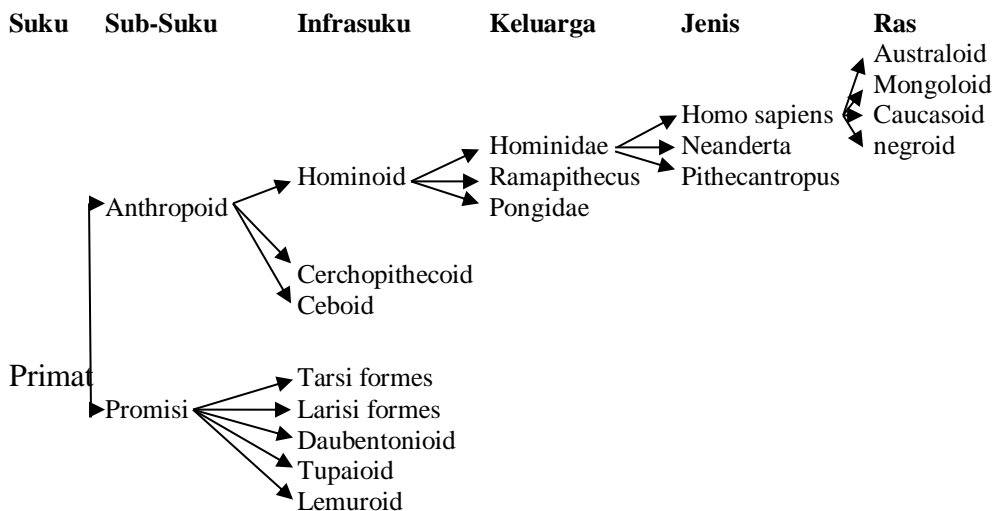 Suku Sub-Suku Infrasuku Keluarga Jenis Ras
Australoid
Mongoloid
Homo sapiens Caucasoid
Hominidae Neanderta negroid
Hominoid Ramapithecus Pithecantropus
Anthropoid Pongidae
Cerchopithecoid
Ceboid
Primat Tarsi formes
Promisi Larisi formes
Daubentonioid
Tupaioid
Lemuroid